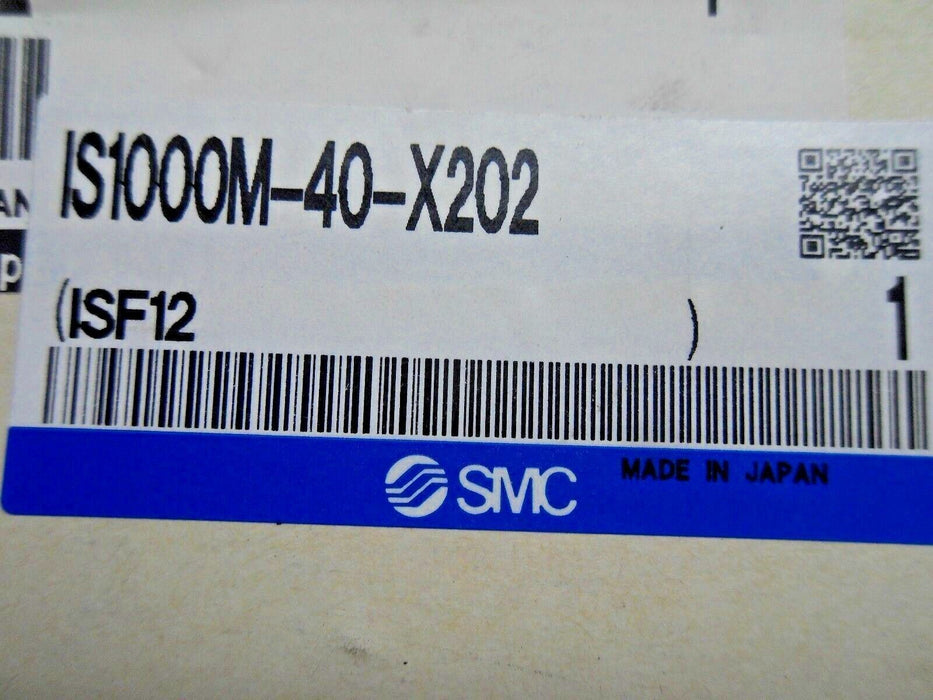 IS1000M-40-X202
(ISF12 )
1
SMC
MADE IN JAPAN